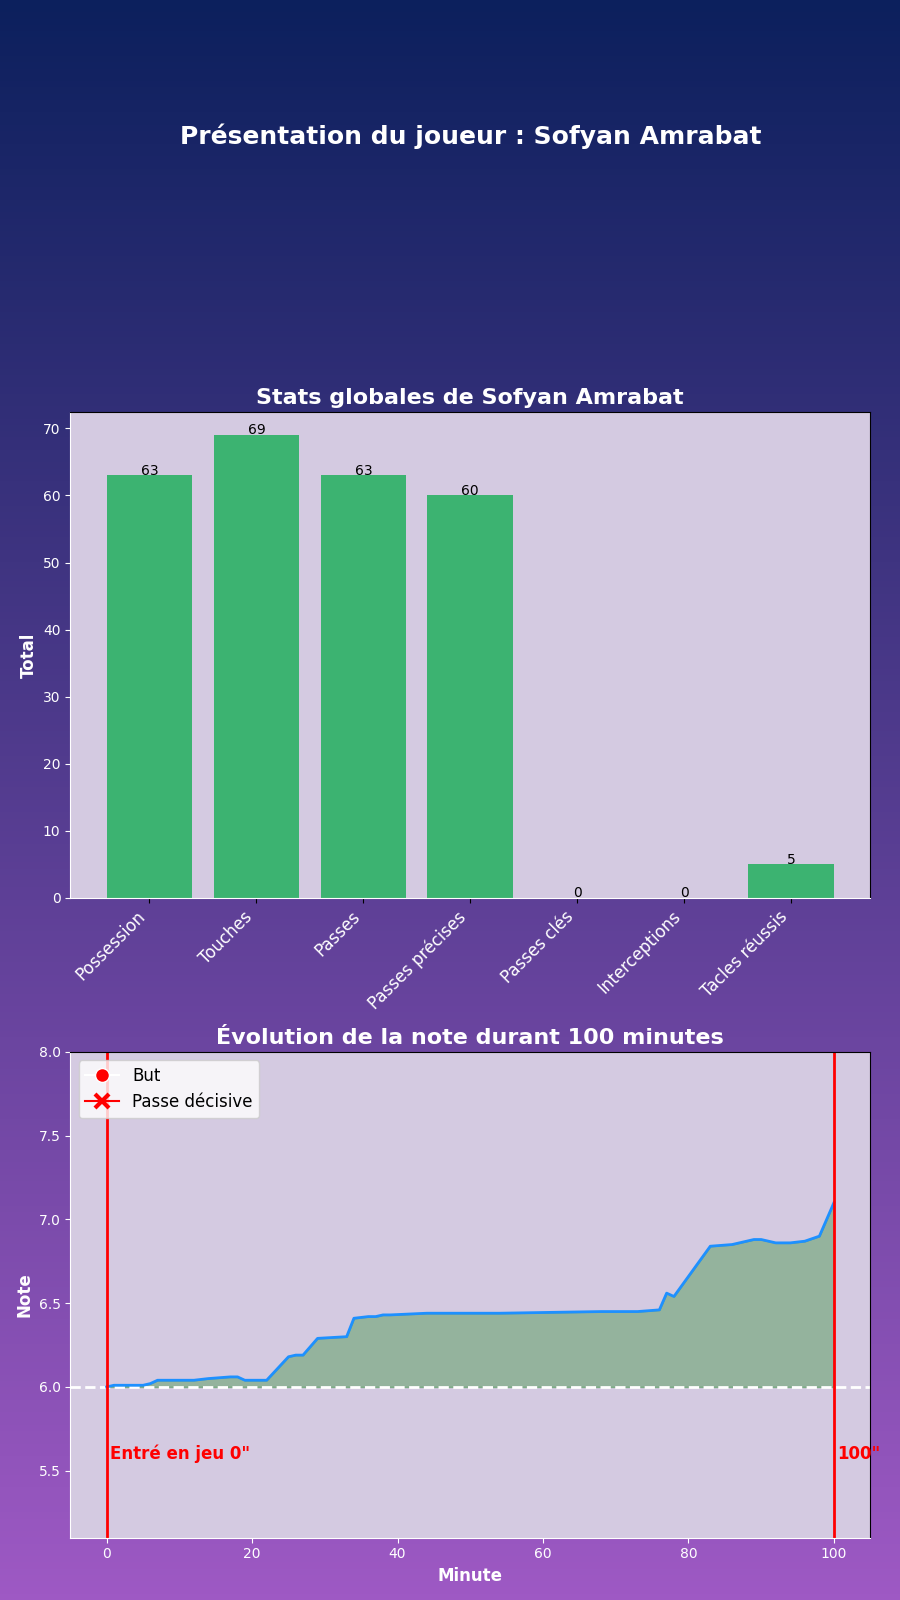 Présentation du joueur : Sofyan Amrabat
Stats globales de Sofyan Amrabat
70
60
50
40
30
20
10
0
Total
63
69
63
60
0
0
5
Possession
Touches
Passes
Passes précises
Passes clés
Interceptions
Tacles réussis
Évolution de la note durant 100 minutes
8.0
7.5
7.0
6.5
6.0
5.5
Note
But
Passe décisive
Entré en jeu 0"
100"
0
20
40
60
80
100
Minute